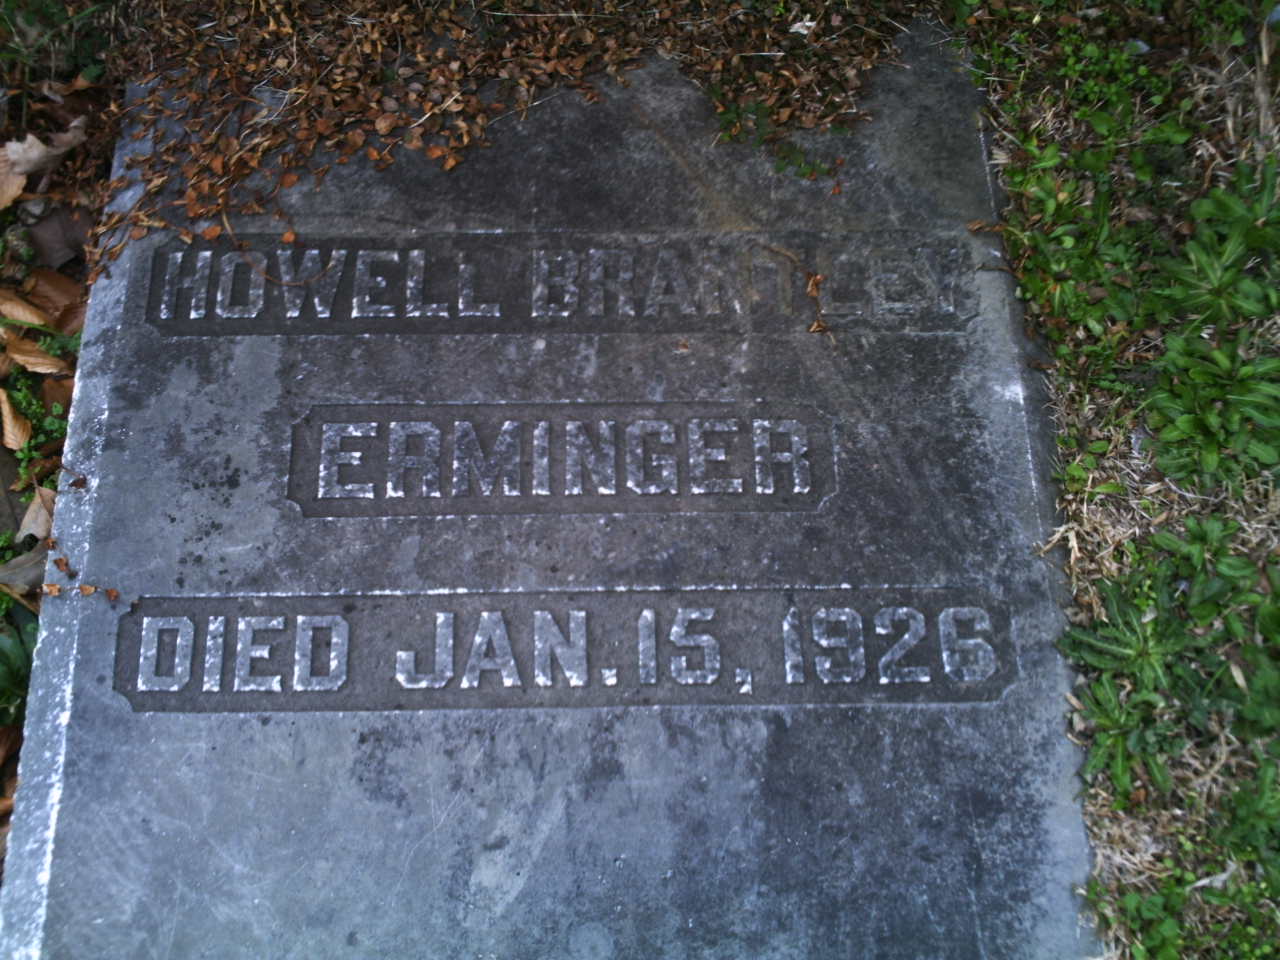 HOWELL BRANTLEY
ERMINGER
DIED JAN. 15, 1926